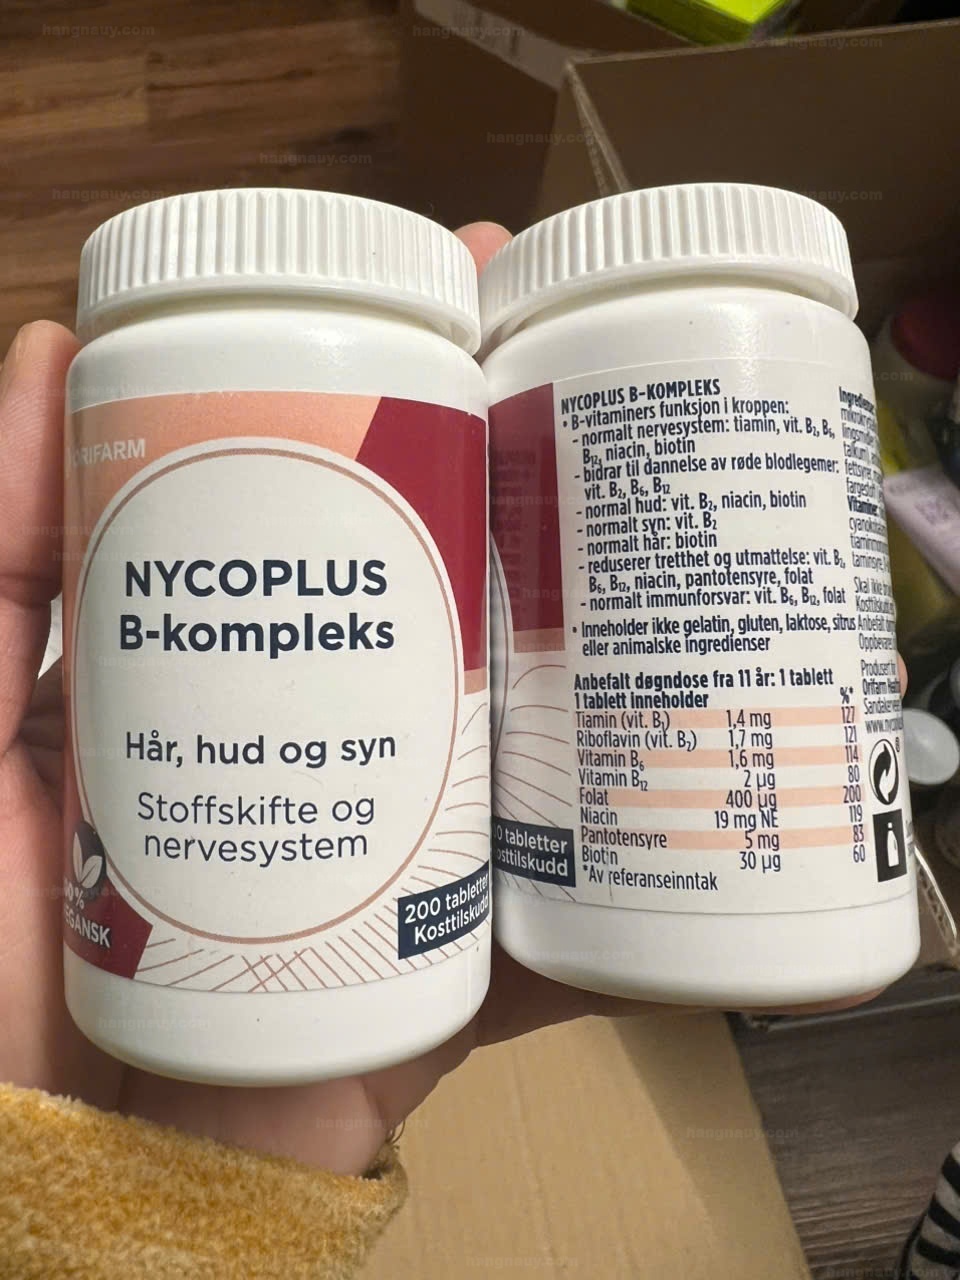 hangnauy.com
ORIFARM
NYCOPLUS
B-kompleks
Hår, hud og syn
Stoffskifte og
nervesystem
200 tabletter
Kosttilskudd
NYCOPLUS B-KOMPLEKS
• B-vitaminers funksjon i kroppen:
- normalt nervesystem: tiamin, vit. B₂, B₆,
B₁₂, niacin, biotin
- bidrar til dannelse av røde blodlegemer:
vit. B₂, B₆, B₁₂
- normal hud: vit. B₂, niacin, biotin
- normalt syn: vit. B₂
- normalt hår: biotin
- reduserer tretthet og utmattelse: vit. B₂,
B₆, B₁₂, niacin, pantotensyre, folat
- normalt immunforsvar: vit. B₆, B₁₂, folat
• Inneholder ikke gelatin, gluten, laktose, sitrus
eller animalske ingredienser
Anbefalt døgndose fra 11 år: 1 tablett
1 tablett inneholder %*
Tiamin (vit. B₁) 1,4 mg 127
Riboflavin (vit. B₂) 1,7 mg 121
Vitamin B₆ 1,6 mg 114
Vitamin B₁₂ 2 µg 80
Folat 400 µg 200
Niacin 19 mg NE 119
Pantotensyre 5 mg 83
Biotin 30 µg 60
*Av referanseinntak
tabletter
Skal ikke
Produsert for
Orifarm